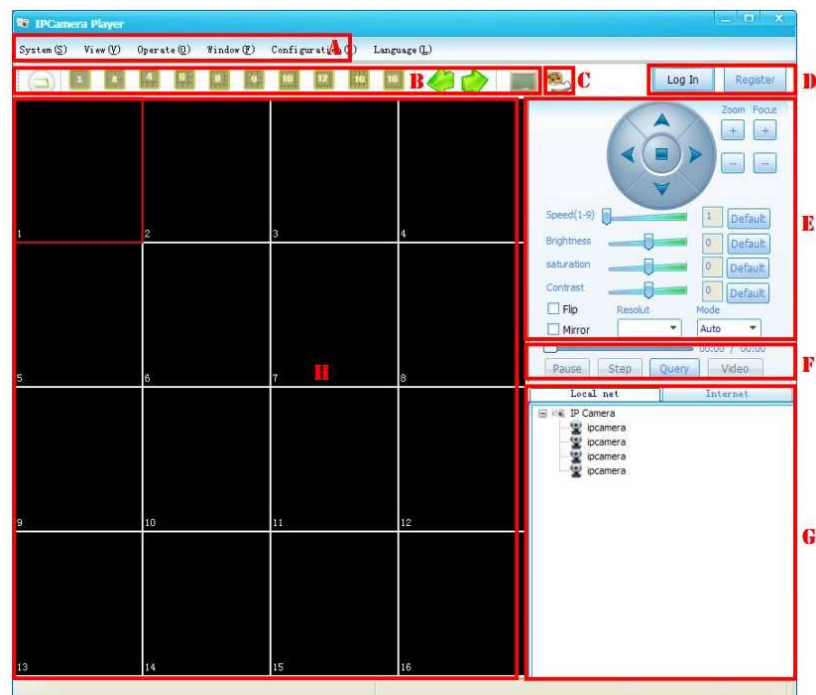 IPCamera Player
System(S) View(V) Operate(O) Window(F) Configuration( ) A Language(L)
1 4 4 6 8 9 10 12 10 16 B C Log In Register D
Zoom Focus
+ +
- -
Speed(1-9) 1 Default E
Brightness 0 Default
saturation 0 Default
Contrast 0 Default
Flip Resolut Mode
Mirror Auto
00:00 / 00:00
Pause Step Query Video F
Local net Internet
IP Camera
ipcamera
ipcamera
ipcamera
ipcamera
G
1 2 3 4
5 6 7 H 8
9 10 11 12
13 14 15 16